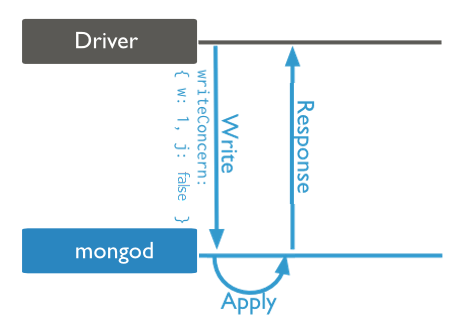 Driver
writeConcern:
{ w: 1, j: false }
Write
Response
mongod
Apply